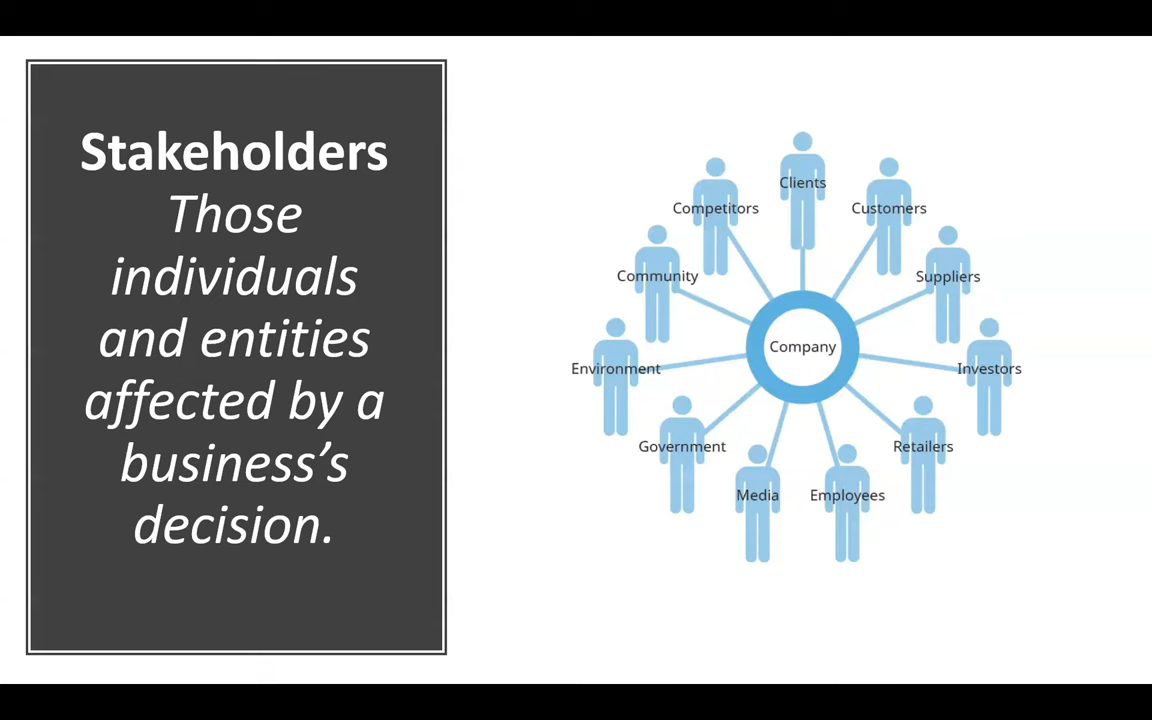 Stakeholders
Those
individuals
and entities
affected by a
business’s
decision.
Clients
Competitors
Customers
Community
Suppliers
Company
Environment
Investors
Government
Retailers
Media
Employees